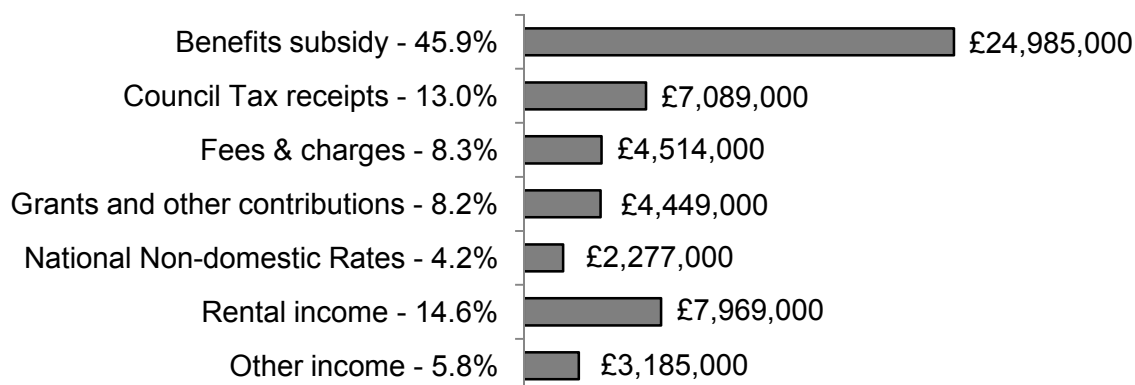 Benefits subsidy - 45.9% £24,985,000
Council Tax receipts - 13.0% £7,089,000
Fees & charges - 8.3% £4,514,000
Grants and other contributions - 8.2% £4,449,000
National Non-domestic Rates - 4.2% £2,277,000
Rental income - 14.6% £7,969,000
Other income - 5.8% £3,185,000